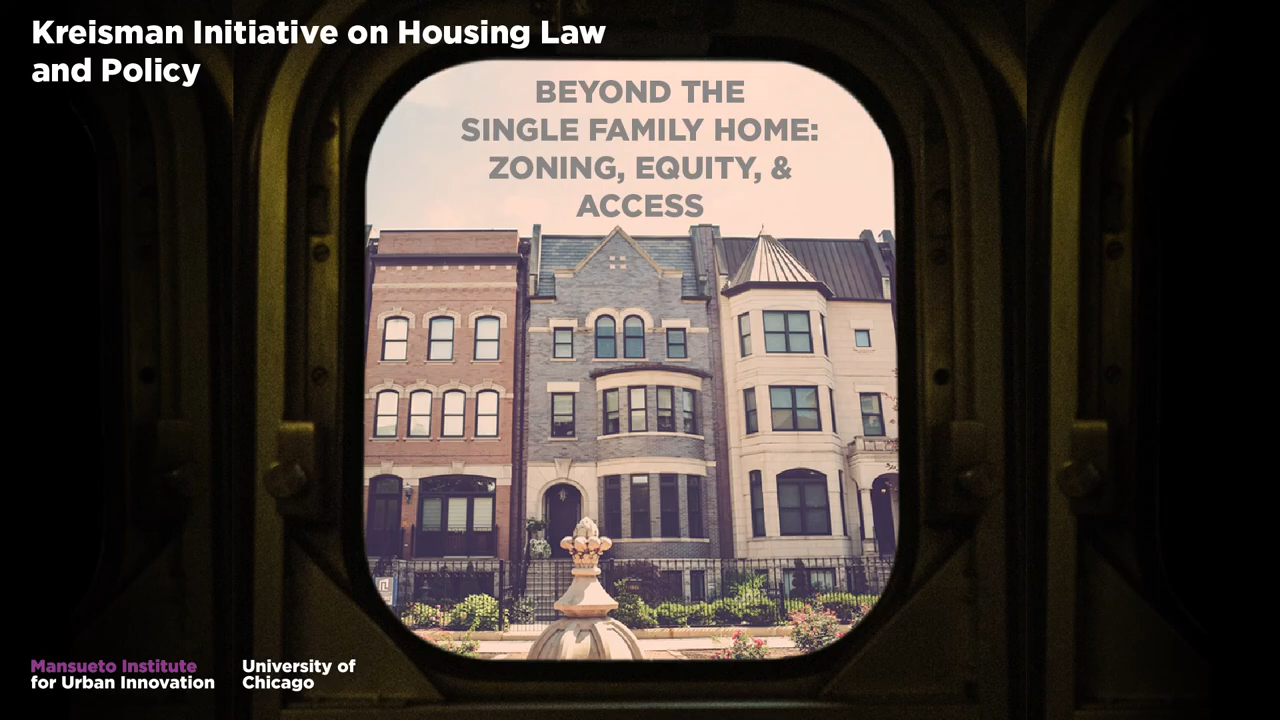 Kreisman Initiative on Housing Law
and Policy
BEYOND THE
SINGLE FAMILY HOME:
ZONING, EQUITY, &
ACCESS
Mansueto Institute
for Urban Innovation
University of
Chicago